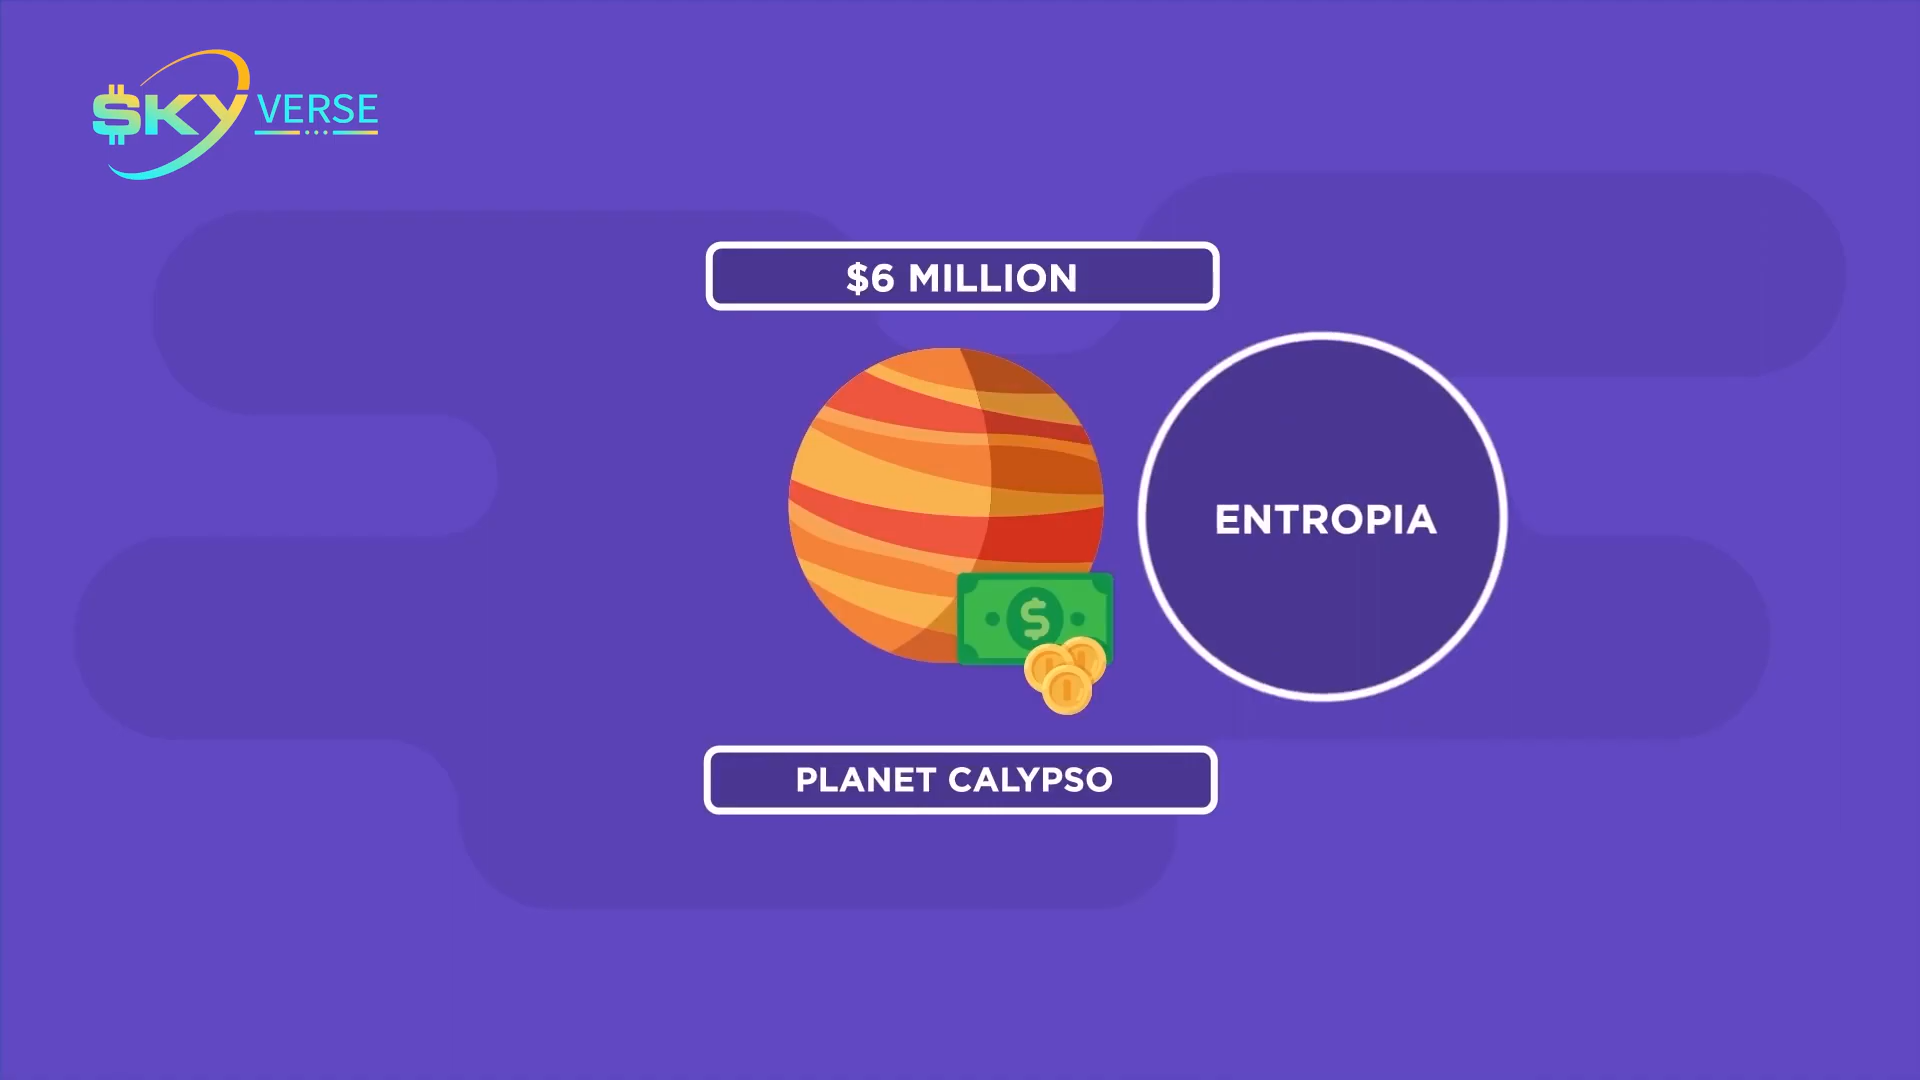 $KY VERSE
$6 MILLION
ENTROPIA
$
PLANET CALYPSO